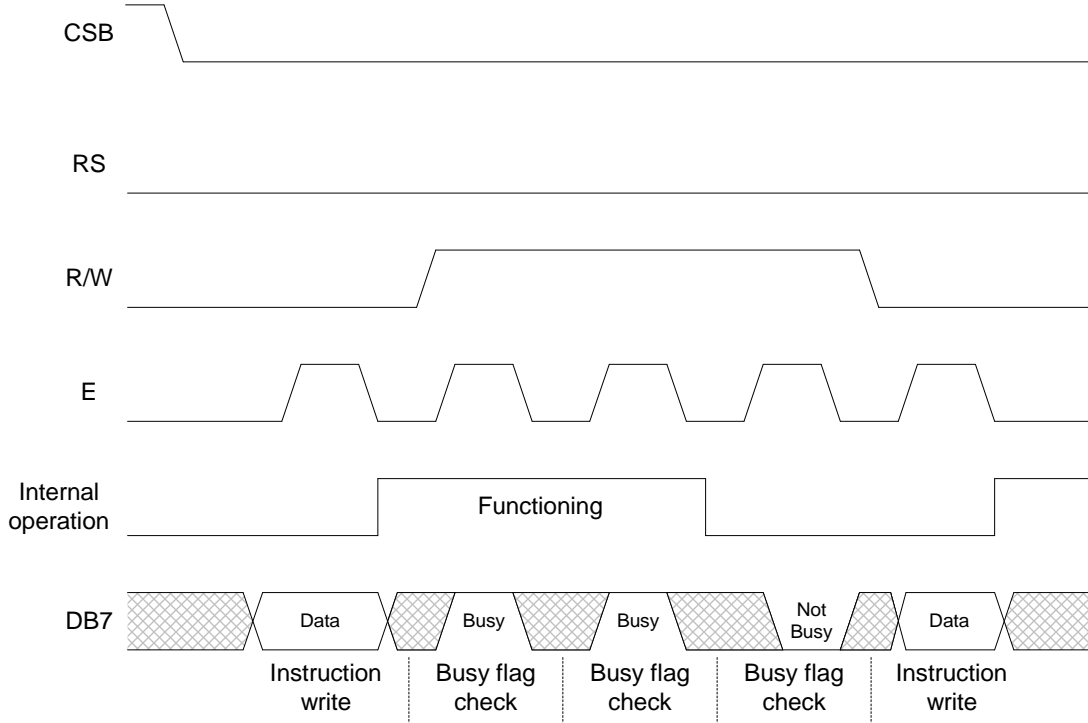 CSB
RS
R/W
E
Internal
operation
Functioning
DB7
Data
Busy
Busy
Not
Busy
Data
Instruction
write
Busy flag
check
Busy flag
check
Busy flag
check
Instruction
write